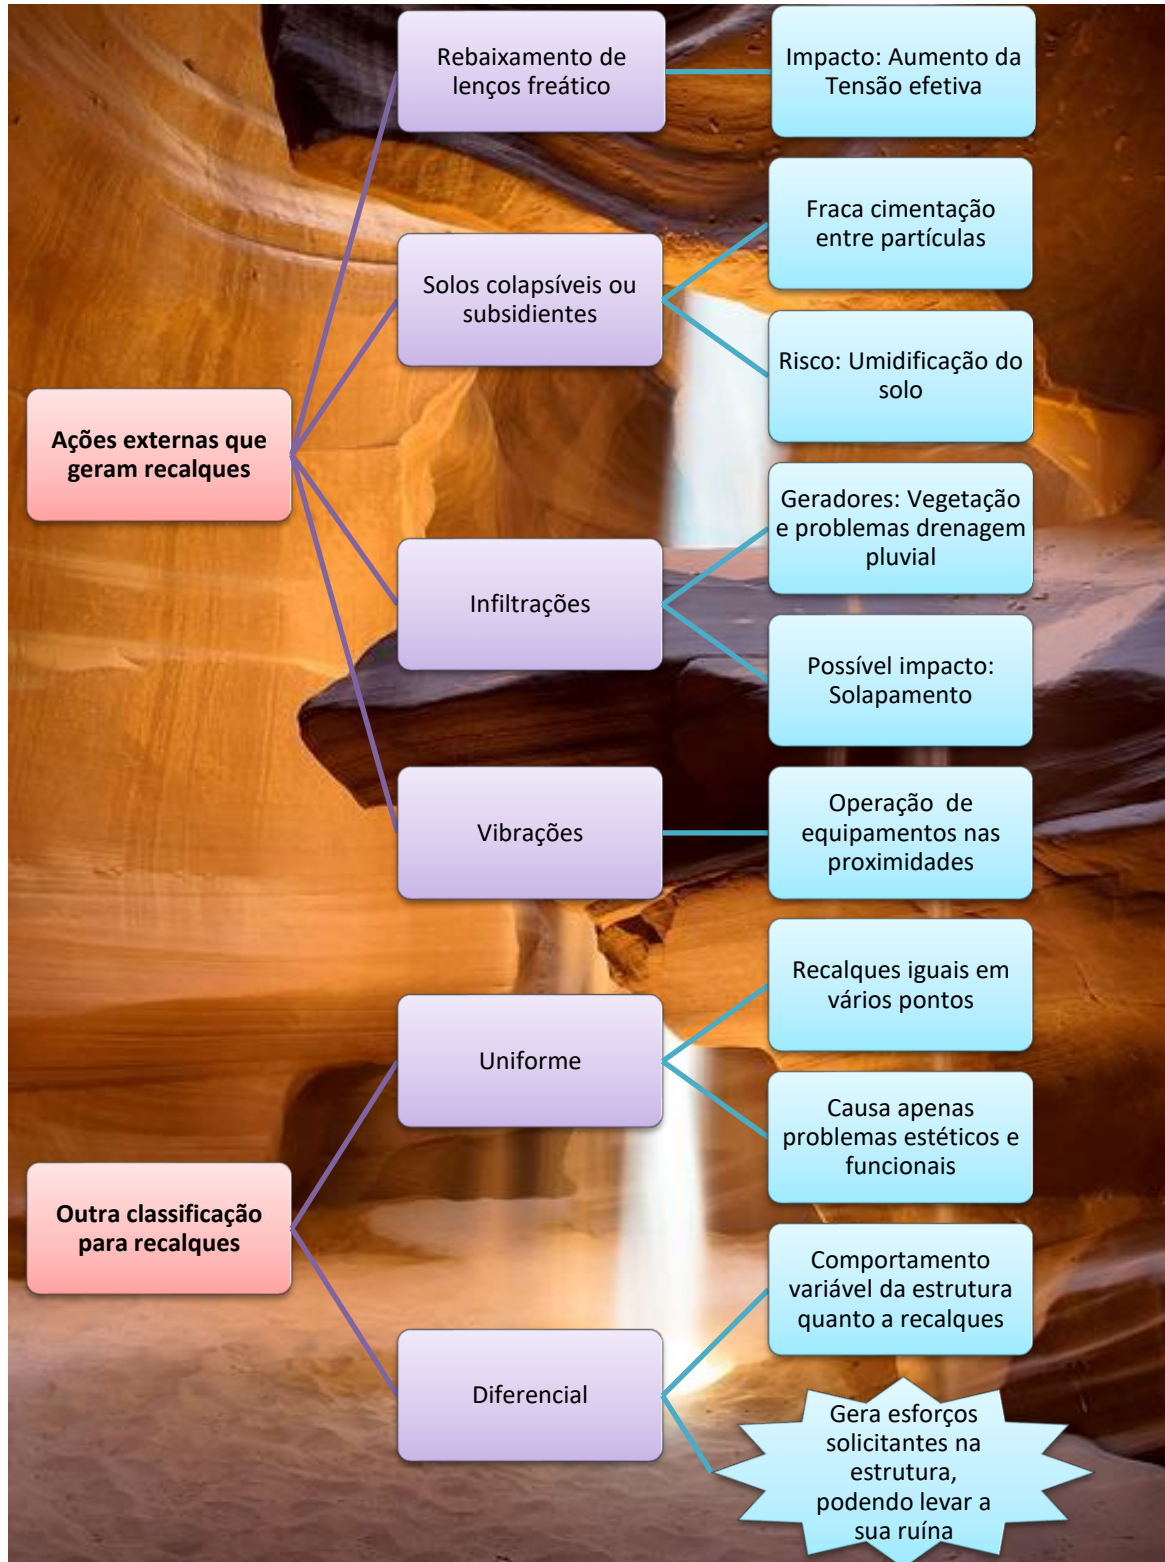 Rebaixamento de
lenços freático
Impacto: Aumento da
Tensão efetiva
Fraca cimentação
entre partículas
Solos colapsíveis ou
subsidientes
Risco: Umidificação do
solo
Ações externas que
geram recalques
Geradores: Vegetação
e problemas drenagem
pluvial
Infiltrações
Possível impacto:
Solapamento
Vibrações
Operação de
equipamentos nas
proximidades
Recalques iguais em
vários pontos
Uniforme
Causa apenas
problemas estéticos e
funcionais
Outra classificação
para recalques
Comportamento
variável da estrutura
quanto a recalques
Diferencial
Gera esforços
solicitantes na
estrutura,
podendo levar a
sua ruína